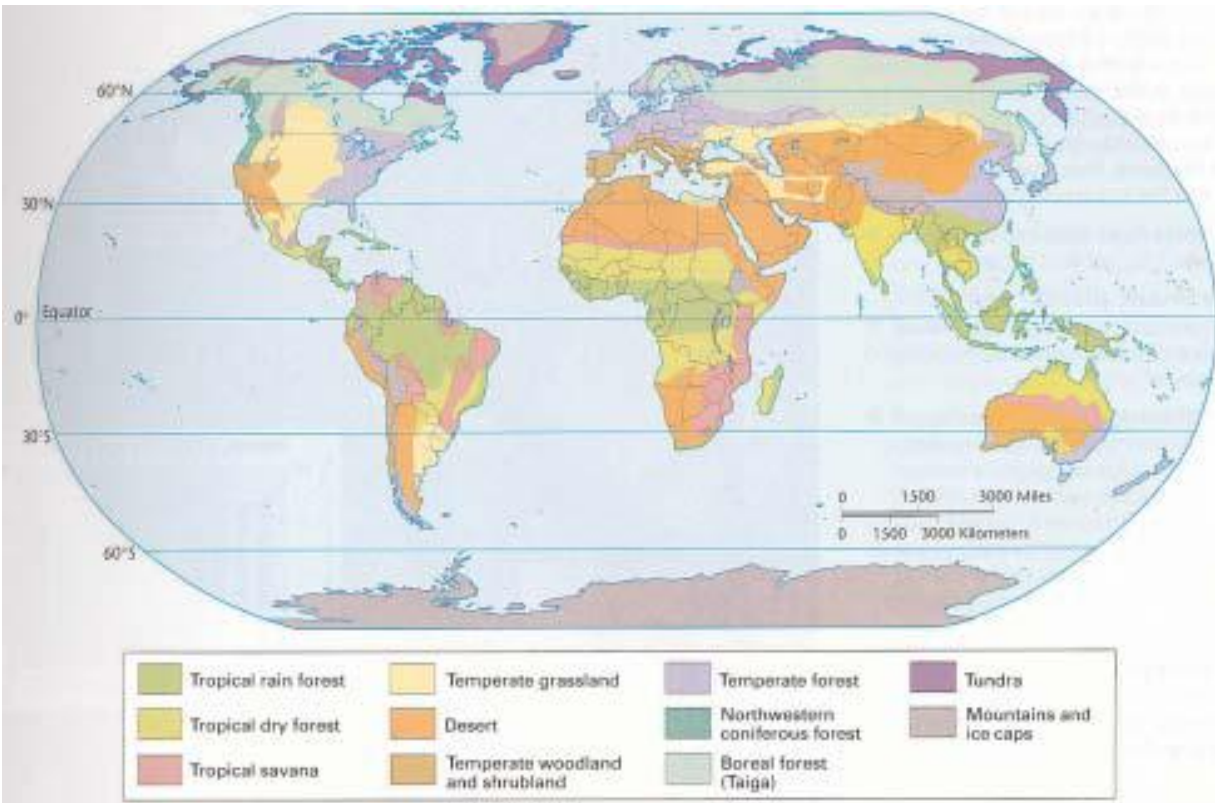 60°N
30°N
0° Equator
30°S
60°S
0 1500 3000 Miles
0 1500 3000 Kilometers
Tropical rain forest
Tropical dry forest
Tropical savana
Temperate grassland
Desert
Temperate woodland
and shrubland
Temperate forest
Northwestern
coniferous forest
Boreal forest
(Taiga)
Tundra
Mountains and
ice caps